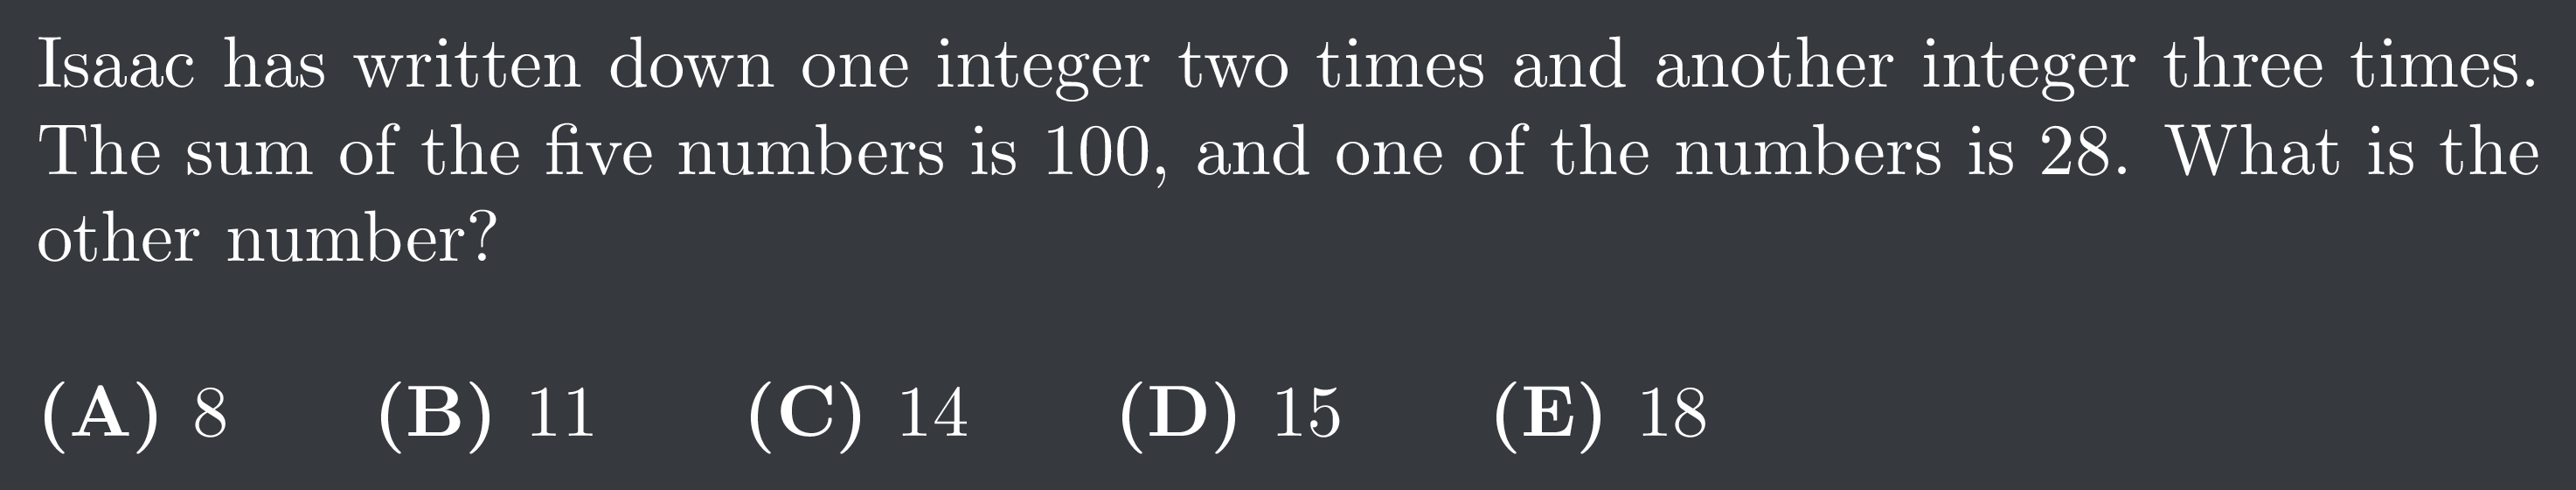 Isaac has written down one integer two times and another integer three times.
The sum of the five numbers is 100, and one of the numbers is 28. What is the
other number?
(A) 8 (B) 11 (C) 14 (D) 15 (E) 18